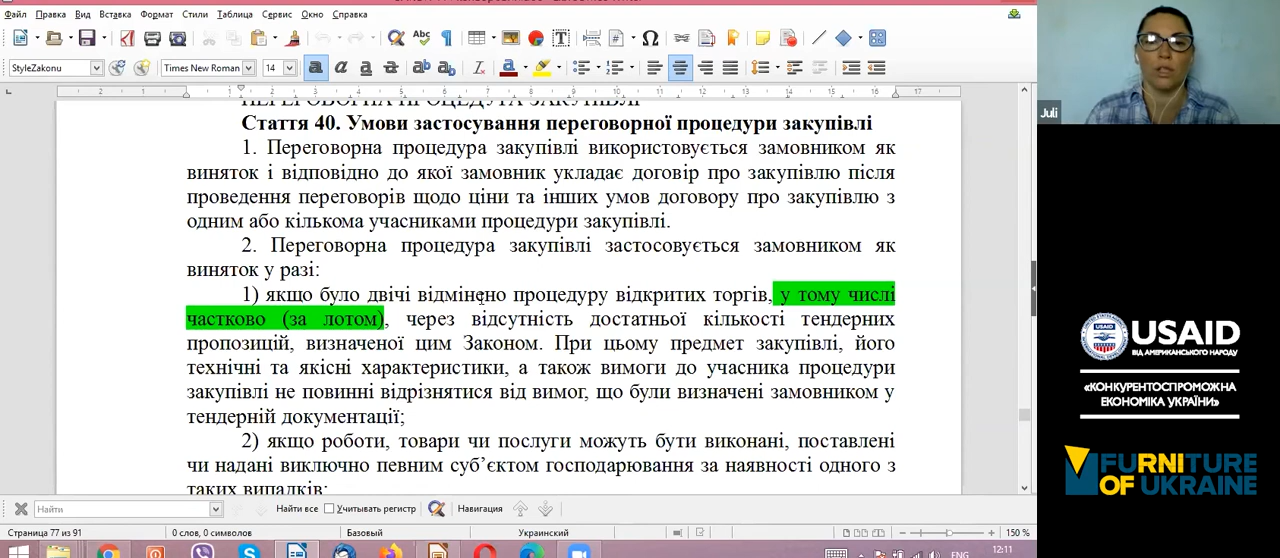 Файл Правка Вид Вставка Формат Стили Таблица Сервис Окно Справка
StyleZakonu Times New Roman 14
ПЕРЕГОВОРНА ПРОЦЕДУРА ЗАКУПІВЛІ
Стаття 40. Умови застосування переговорної процедури закупівлі
1. Переговорна процедура закупівлі використовується замовником як
виняток і відповідно до якої замовник укладає договір про закупівлю після
проведення переговорів щодо ціни та інших умов договору про закупівлю з
одним або кількома учасниками процедури закупівлі.
2. Переговорна процедура закупівлі застосовується замовником як
виняток у разі:
1) якщо було двічі відмінено процедуру відкритих торгів, у тому числі
частково (за лотом), через відсутність достатньої кількості тендерних
пропозицій, визначеної цим Законом. При цьому предмет закупівлі, його
технічні та якісні характеристики, а також вимоги до учасника процедури
закупівлі не повинні відрізнятися від вимог, що були визначені замовником у
тендерній документації;
2) якщо роботи, товари чи послуги можуть бути виконані, поставлені
чи надані виключно певним суб’єктом господарювання за наявності одного з
таких випадків:
Найти Найти все Учитывать регистр Навигация
Страница 77 из 91 0 слов, 0 символов Базовый Украинский 150 %
ENG 12:11
Juli
USAID
ВІД АМЕРИКАНСЬКОГО НАРОДУ
«КОНКУРЕНТОСПРОМОЖНА
ЕКОНОМІКА УКРАЇНИ»
FURNITURE
OF UKRAINE